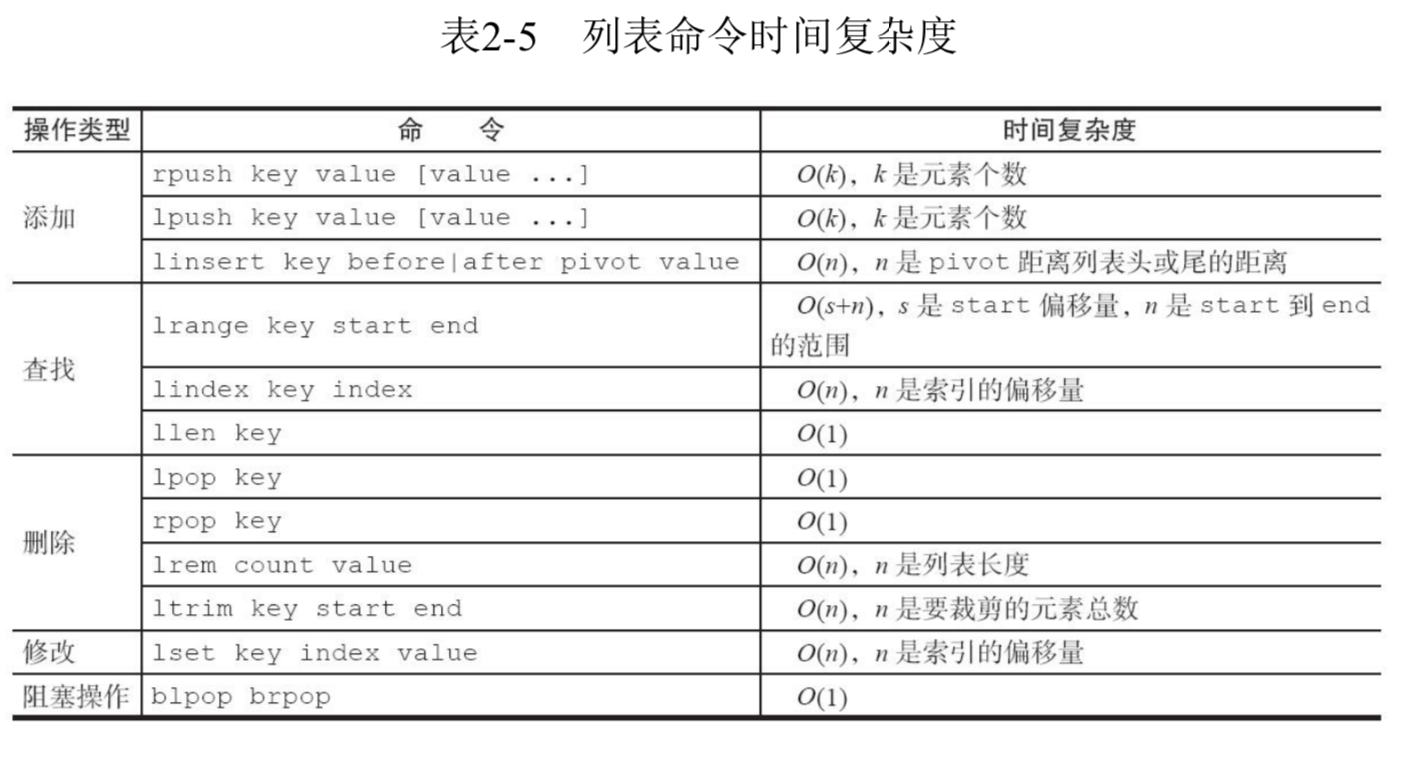 表2-5 列表命令时间复杂度
操作类型 命 令 时间复杂度
添加
rpush key value [value ...] O(k)，k 是元素个数
lpush key value [value ...] O(k)，k 是元素个数
linsert key before|after pivot value O(n)，n 是 pivot 距离列表头或尾的距离
查找
lrange key start end O(s+n)，s 是 start 偏移量，n 是 start 到 end
的范围
lindex key index O(n)，n 是索引的偏移量
llen key O(1)
删除
lpop key O(1)
rpop key O(1)
lrem count value O(n)，n 是列表长度
ltrim key start end O(n)，n 是要裁剪的元素总数
修改 lset key index value O(n)，n 是索引的偏移量
阻塞操作 blpop brpop O(1)